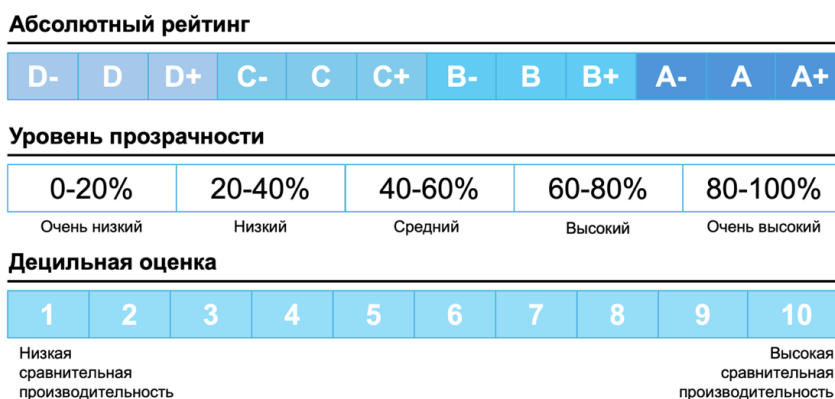 Абсолютный рейтинг
D- D D+ C- C C+ B- B B+ A- A A+
Уровень прозрачности
0-20% 20-40% 40-60% 60-80% 80-100%
Очень низкий Низкий Средний Высокий Очень высокий
Децильная оценка
1 2 3 4 5 6 7 8 9 10
Низкая Высокая
сравнительная сравнительная
производительность производительность